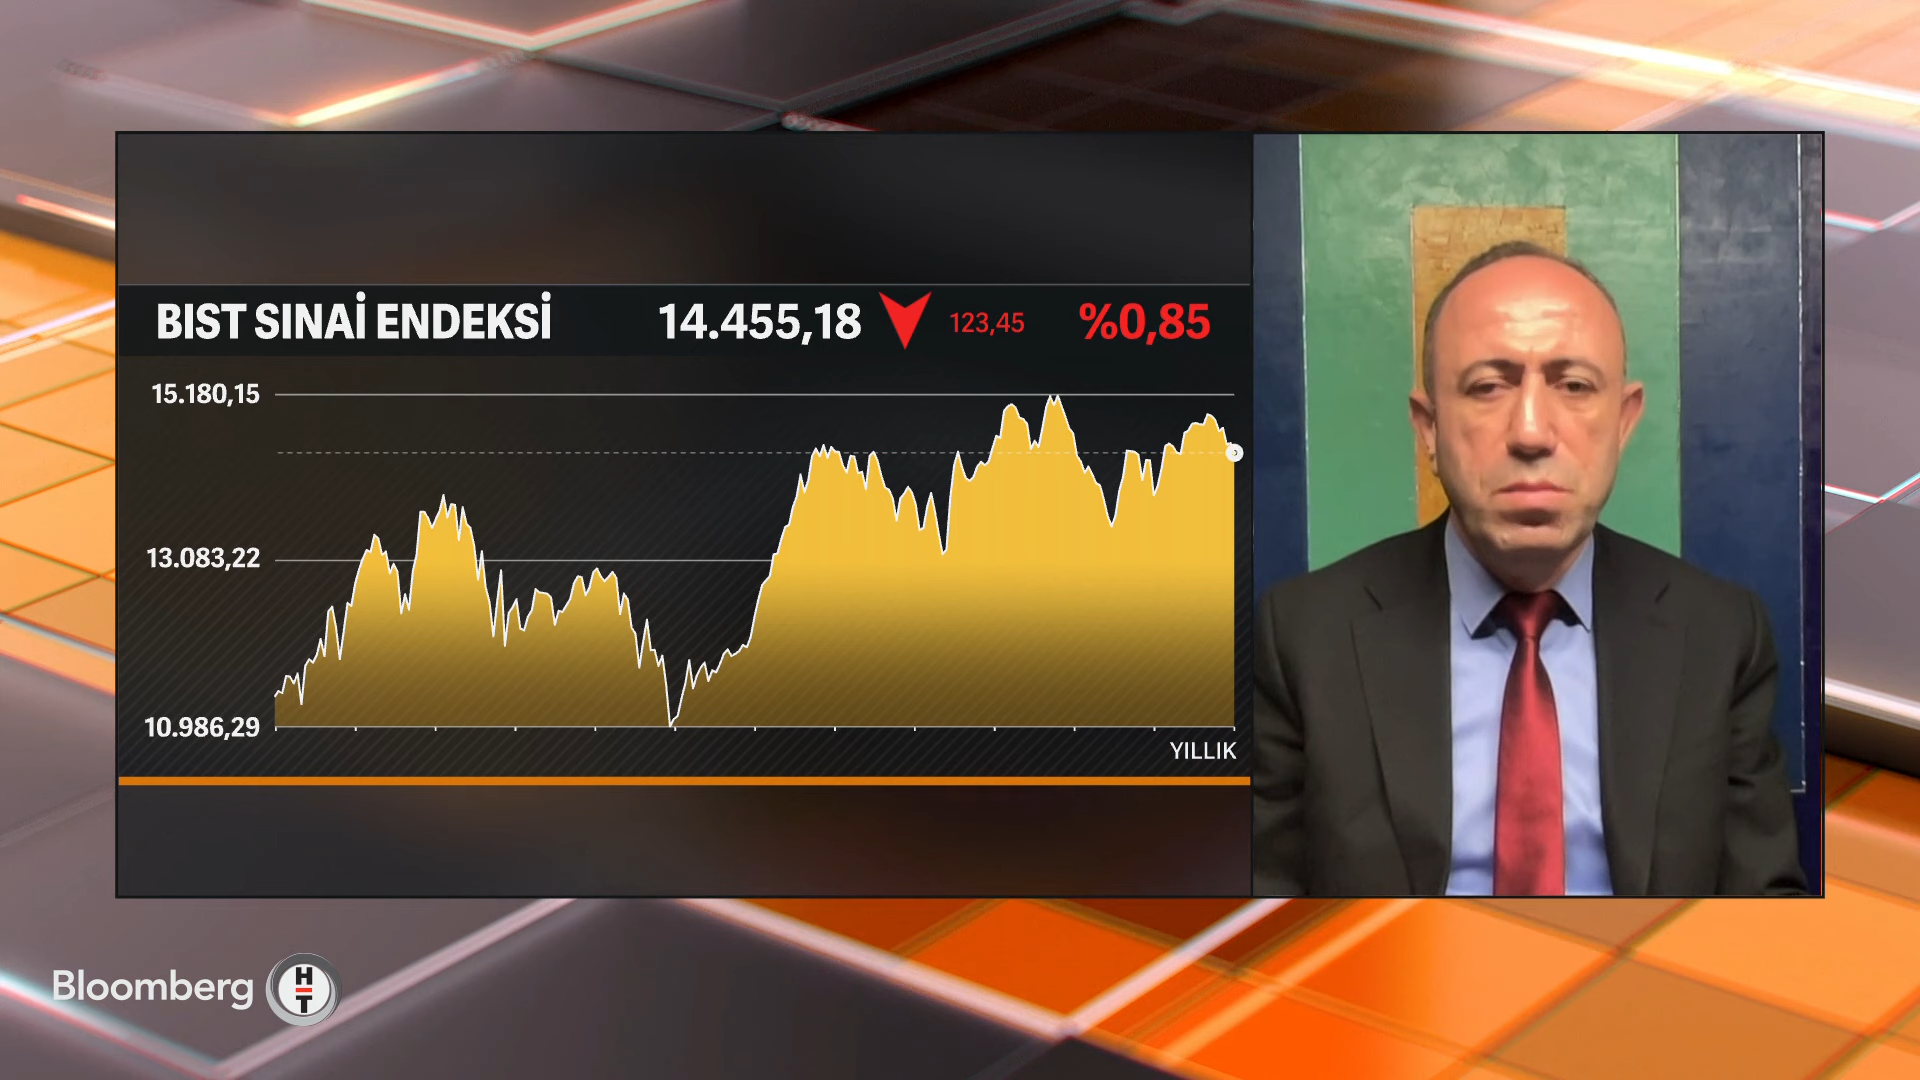 BIST SINAİ ENDEKSİ 14.455,18 123,45 %0,85
15.180,15
13.083,22
10.986,29
YILLIK
Bloomberg HT